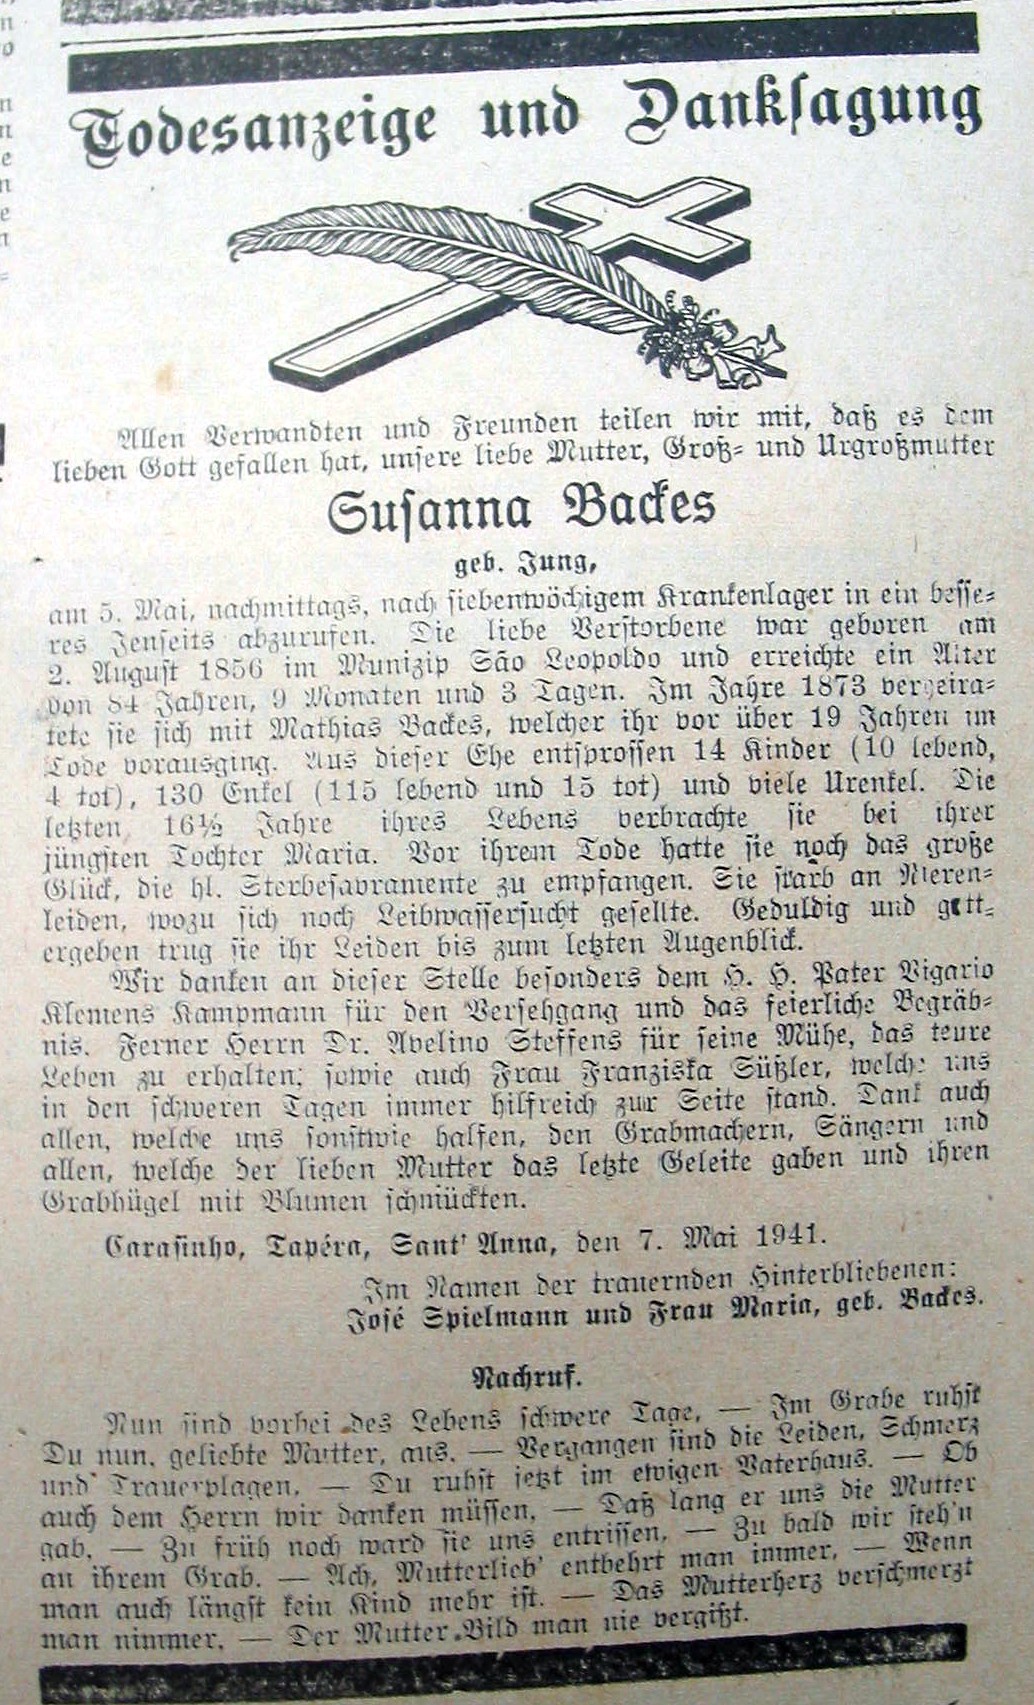 Todesanzeige und Danksagung
Allen Verwandten und Freunden teilen wir mit, daß es dem
lieben Gott gefallen hat, unsere liebe Mutter, Groß= und Urgroßmutter
Susanna Backes
geb. Jung,
am 5. Mai, nachmittags, nach siebenwöchigem Krankenlager in ein besse=
res Jenseits abzurufen. Die liebe Verstorbene war geboren am
2. August 1856 im Munizip São Leopoldo und erreichte ein Alter
von 84 Jahren, 9 Monaten und 3 Tagen. Im Jahre 1873 verheira=
tete sie sich mit Mathias Backes, welcher ihr vor über 19 Jahren im
Tode vorausging. Aus dieser Ehe entsprossen 14 Kinder (10 lebend,
4 tot), 130 Enkel (115 lebend und 15 tot) und viele Urenkel. Die
letzten 16½ Jahre ihres Lebens verbrachte sie bei ihrer
jüngsten Tochter Maria. Vor ihrem Tode hatte sie noch das große
Glück, die hl. Sterbesavramente zu empfangen. Sie starb an Nieren=
leiden, wozu sich noch Leibwassersucht gesellte. Geduldig und gott=
ergeben trug sie ihr Leiden bis zum letzten Augenblick.
Wir danken an dieser Stelle besonders dem H. H. Pater Vigario
Klemens Kampmann für den Versehgang und das feierliche Begräb=
nis. Ferner Herrn Dr. Avelino Steffens für seine Mühe, das teure
Leben zu erhalten; sowie auch Frau Franziska Süßler, welche uns
in den schweren Tagen immer hilfreich zur Seite stand. Dank auch
allen, welche uns sonstwie halfen, den Grabmachern, Sängern und
allen, welche der lieben Mutter das letzte Geleite gaben und ihren
Grabhügel mit Blumen schmückten.
Carasinho, Tapéra, Sant' Anna, den 7. Mai 1941.
Im Namen der trauernden Hinterbliebenen:
José Spielmann und Frau Maria, geb. Backes.
Nachruf.
Nun sind vorbei des Lebens schwere Tage, — Im Grabe ruhst
Du nun, geliebte Mutter, aus. — Vergangen sind die Leiden, Schmerz
und Trauerplagen, — Du ruhst jetzt im ewigen Vaterhaus. — Ob
auch dem Herrn wir danken müssen, — Daß lang er uns die Mutter
gab, — Zu früh noch ward sie uns entrissen, — Zu bald wir steh'n
an ihrem Grab. — Ach, Mutterlieb' entbehrt man immer, — Wenn
man auch längst kein Kind mehr ist. — Das Mutterherz verschmerzt
man nimmer, — Der Mutter Bild man nie vergißt.